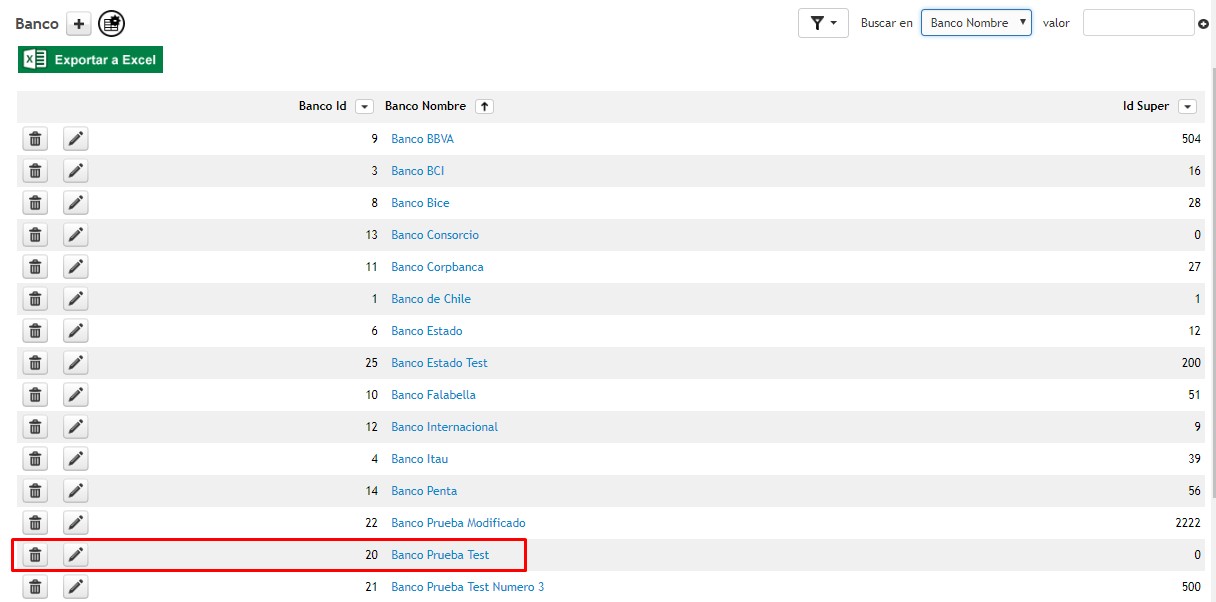 Banco Buscar en Banco Nombre valor
Exportar a Excel
Banco Id Banco Nombre Id Super
9 Banco BBVA 504
3 Banco BCI 16
8 Banco Bice 28
13 Banco Consorcio 0
11 Banco Corpbanca 27
1 Banco de Chile 1
6 Banco Estado 12
25 Banco Estado Test 200
10 Banco Falabella 51
12 Banco Internacional 9
4 Banco Itau 39
14 Banco Penta 56
22 Banco Prueba Modificado 2222
20 Banco Prueba Test 0
21 Banco Prueba Test Numero 3 500